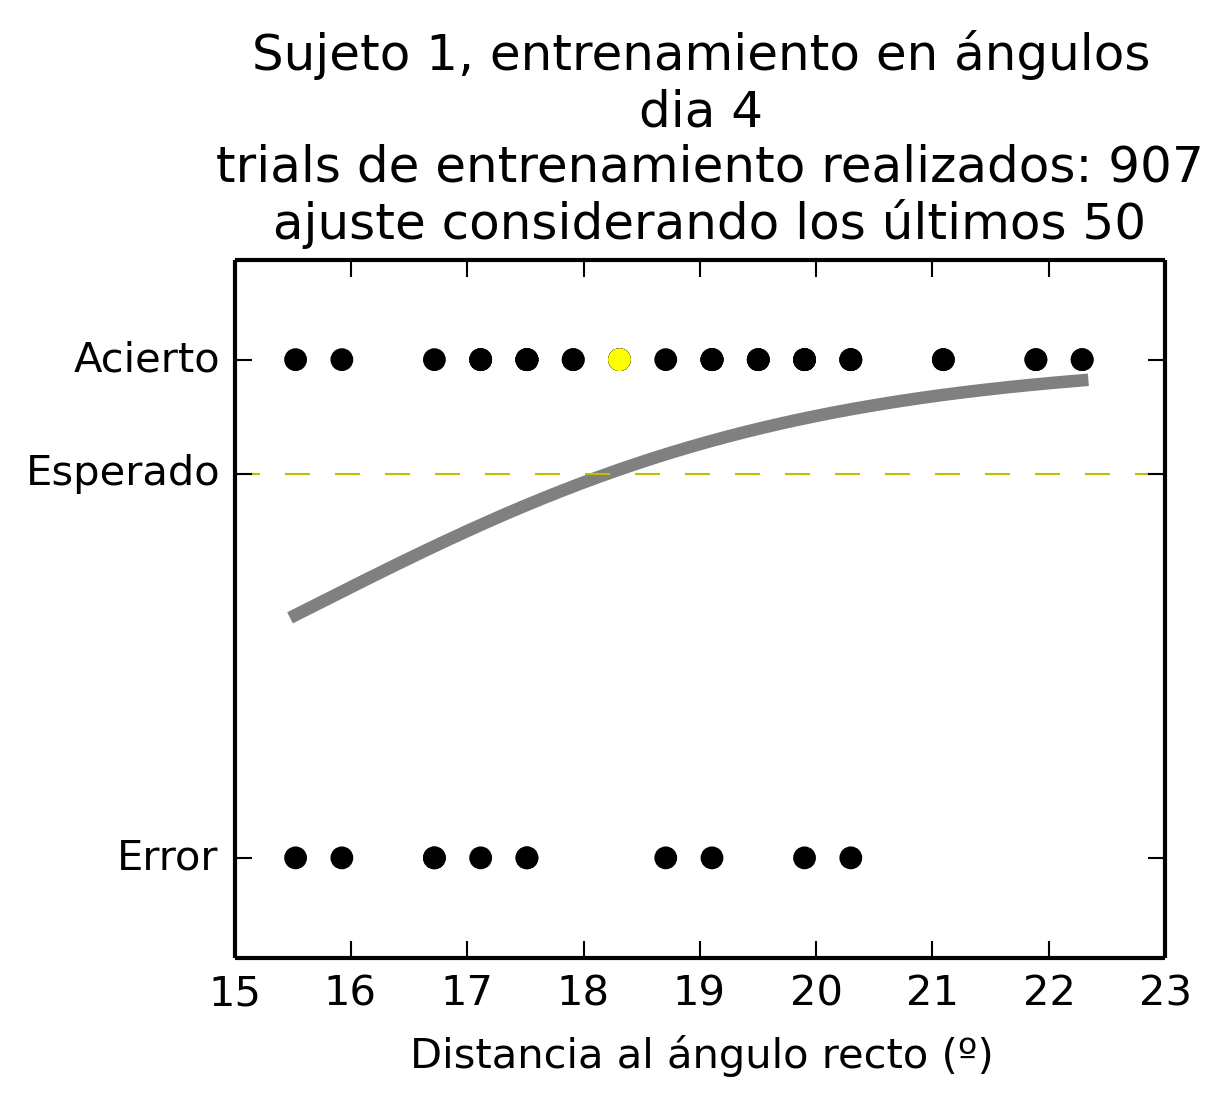 Sujeto 1, entrenamiento en ángulos
dia 4
trials de entrenamiento realizados: 907
ajuste considerando los últimos 50
Acierto
Esperado
Error
15 16 17 18 19 20 21 22 23
Distancia al ángulo recto (º)